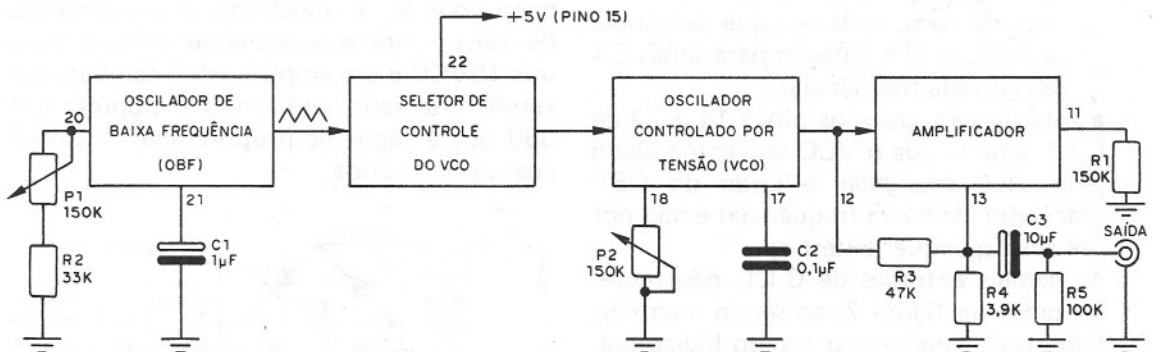 +5V (PINO 15)
22
20
OSCILADOR DE
BAIXA FREQUÊNCIA
(OBF)
SELETOR DE
CONTROLE
DO VCO
OSCILADOR
CONTROLADO POR
TENSÃO (VCO)
AMPLIFICADOR
11
P1
150K
R2
33K
21
C1
1µF
18
P2
150K
17
C2
0,1µF
12
R3
47K
13
C3
10µF
R4
3,9K
R5
100K
R1
150K
SAÍDA